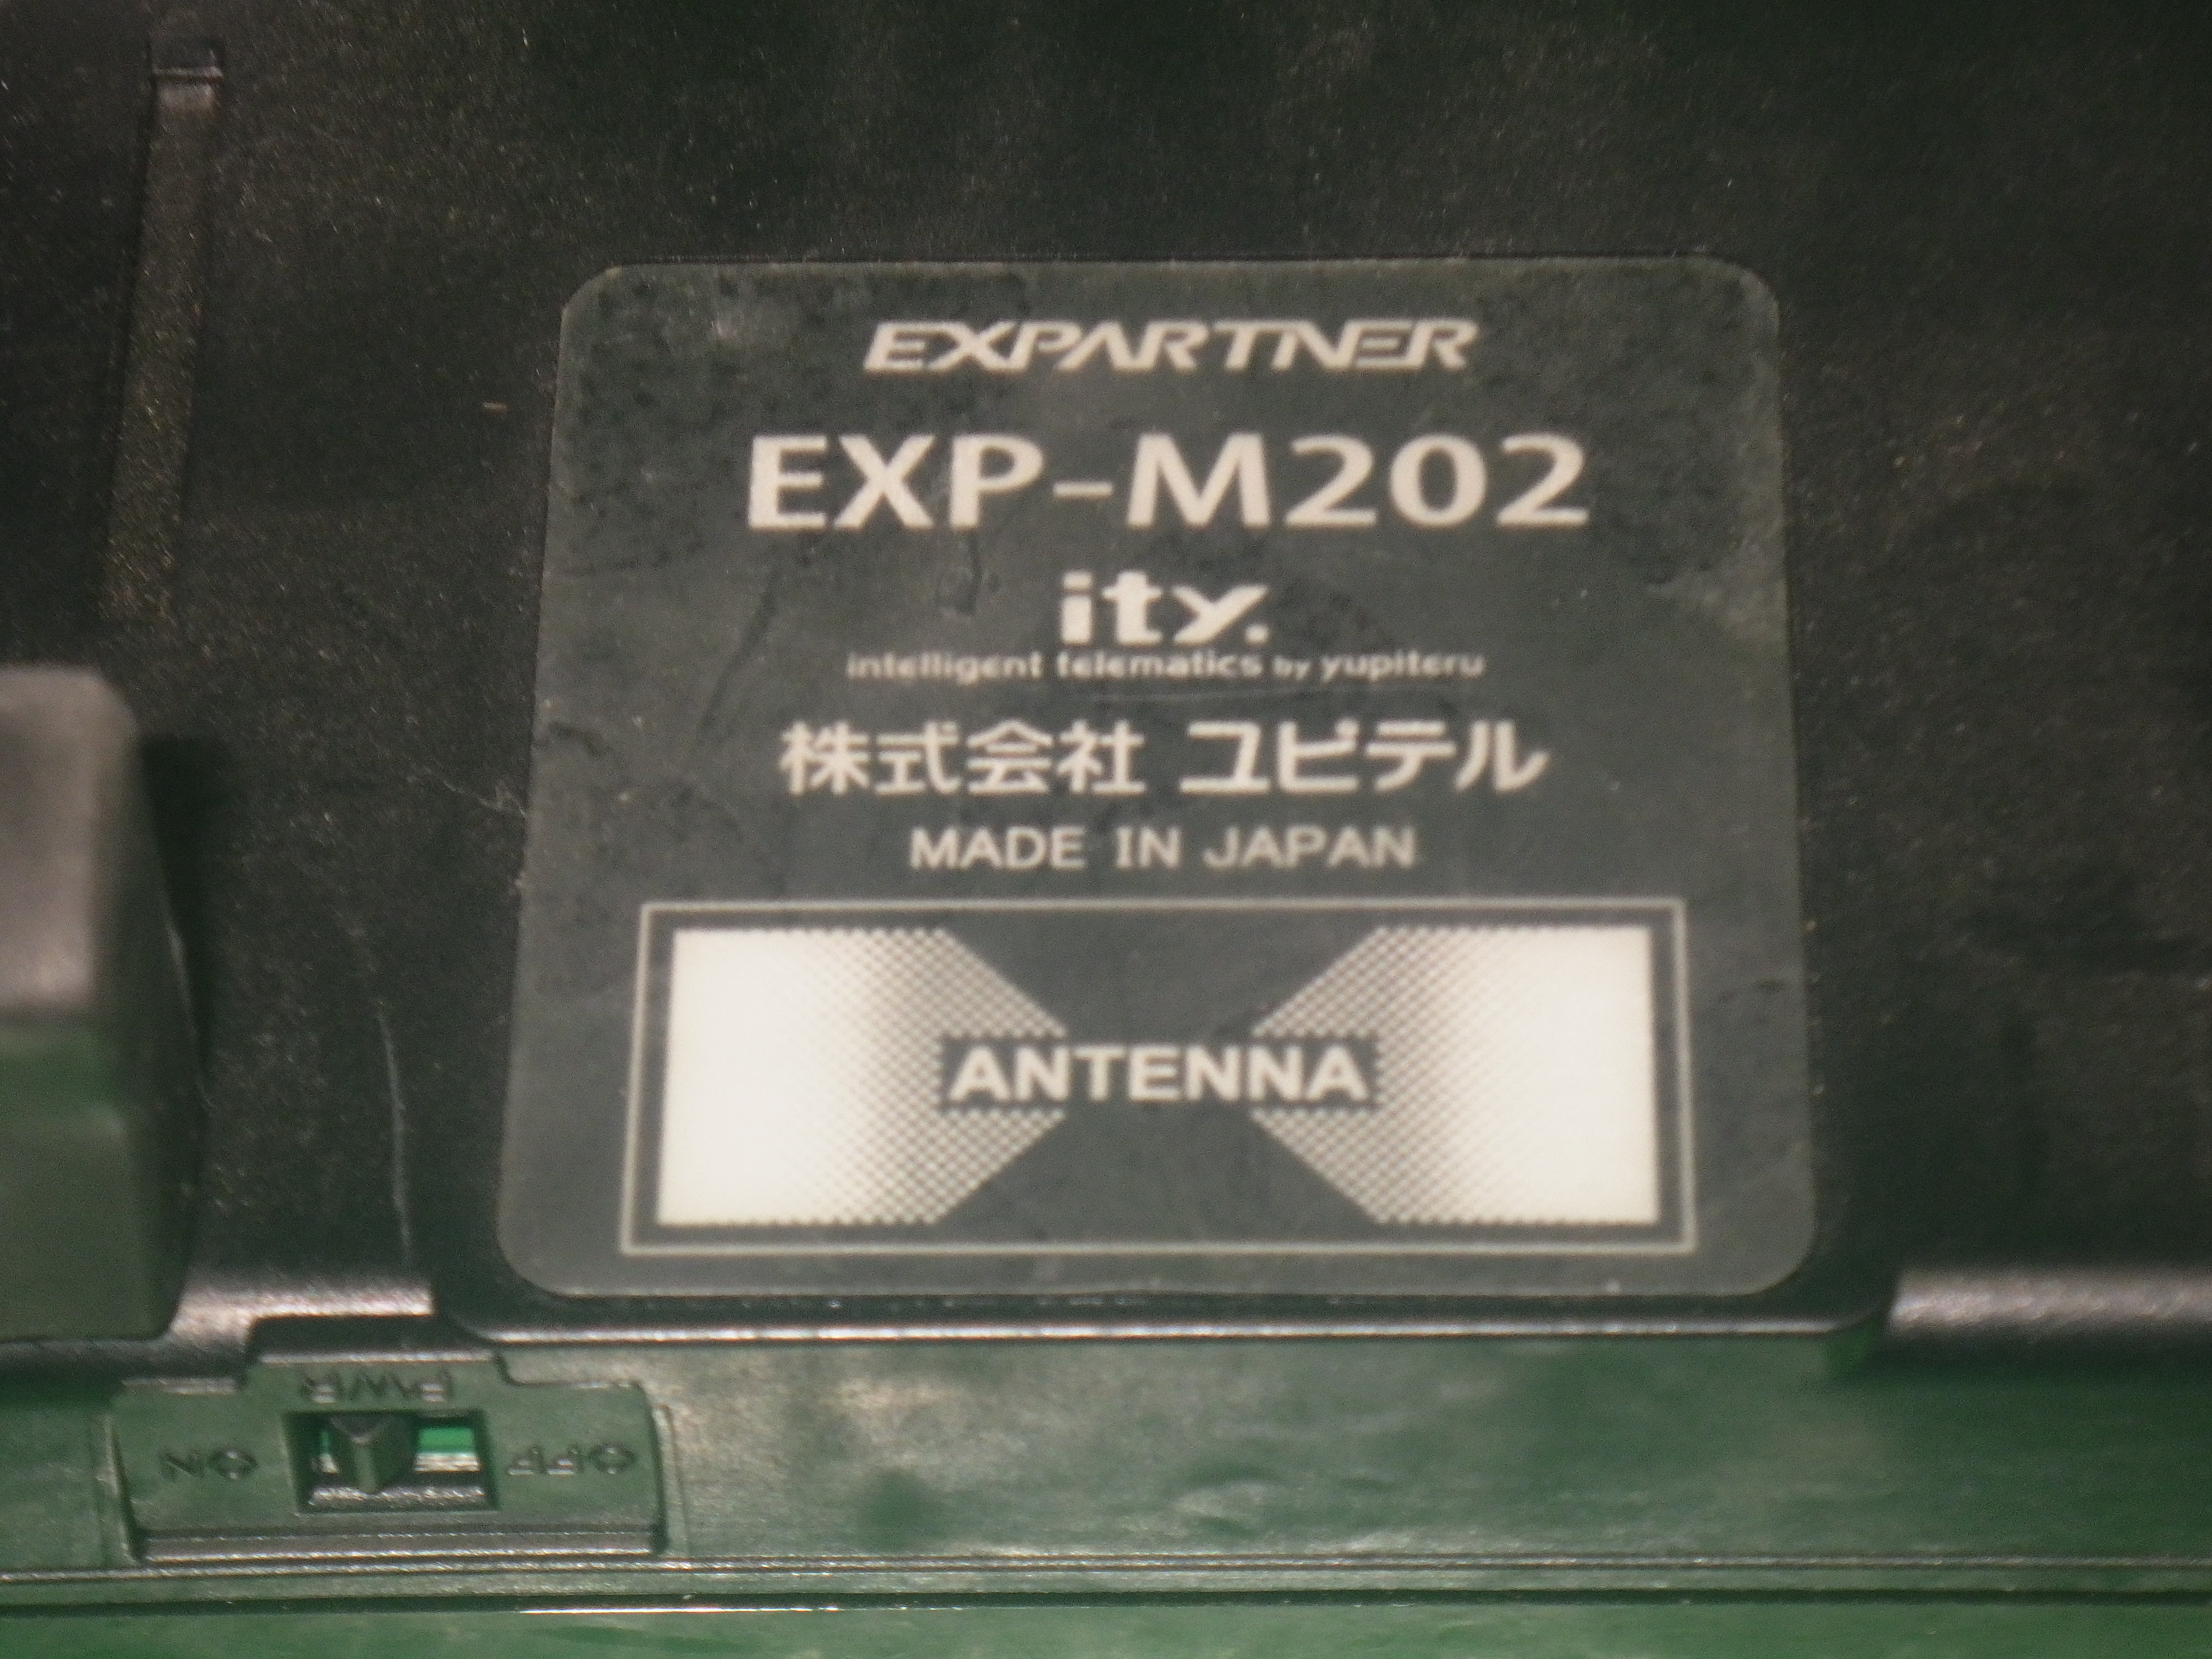 EXPARTNER
EXP-M202
ity.
intelligent telematics by yupiteru
株式会社 ユピテル
MADE IN JAPAN
ANTENNA
PWR
OFF ON